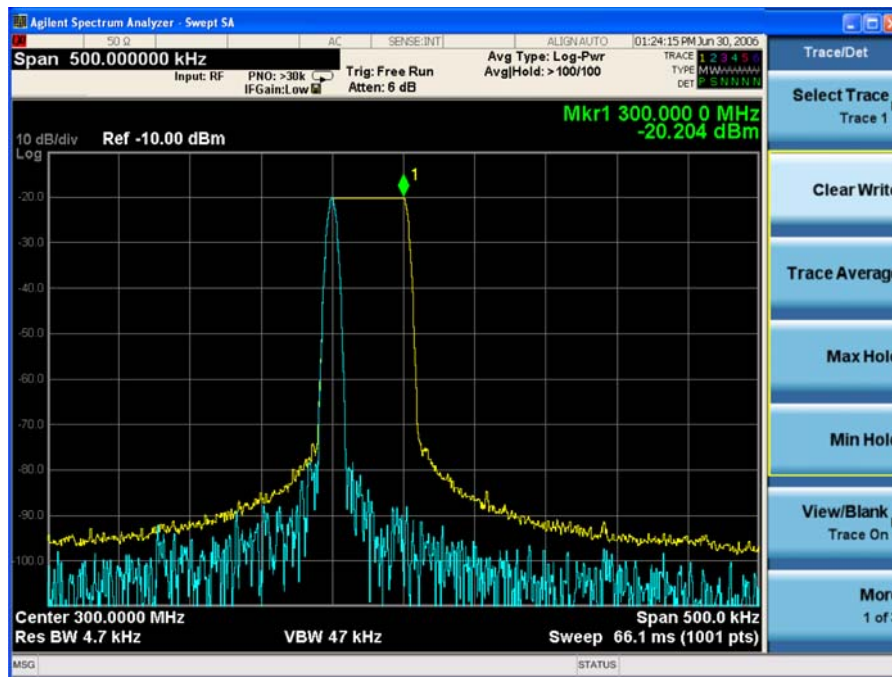 Agilent Spectrum Analyzer - Swept SA
50 Ω AC SENSE:INT ALIGN AUTO 01:24:15 PM Jun 30, 2006
Span 500.000000 kHz
Input: RF PNO: >30k Trig: Free Run Avg Type: Log-Pwr TRACE 1 2 3 4 5 6
IFGain:Low Atten: 6 dB Avg|Hold: >100/100 TYPE MWWWWW
DET P S N N N N
Mkr1 300.000 0 MHz
-20.204 dBm
10 dB/div Ref -10.00 dBm
Log
1
-20.0
-30.0
-40.0
-50.0
-60.0
-70.0
-80.0
-90.0
-100.0
Center 300.0000 MHz Span 500.0 kHz
Res BW 4.7 kHz VBW 47 kHz Sweep 66.1 ms (1001 pts)
MSG STATUS
Trace/Det
Select Trace
Trace 1
Clear Write
Trace Average
Max Hol
Min Hol
View/Blank
Trace On
Mor
1 of